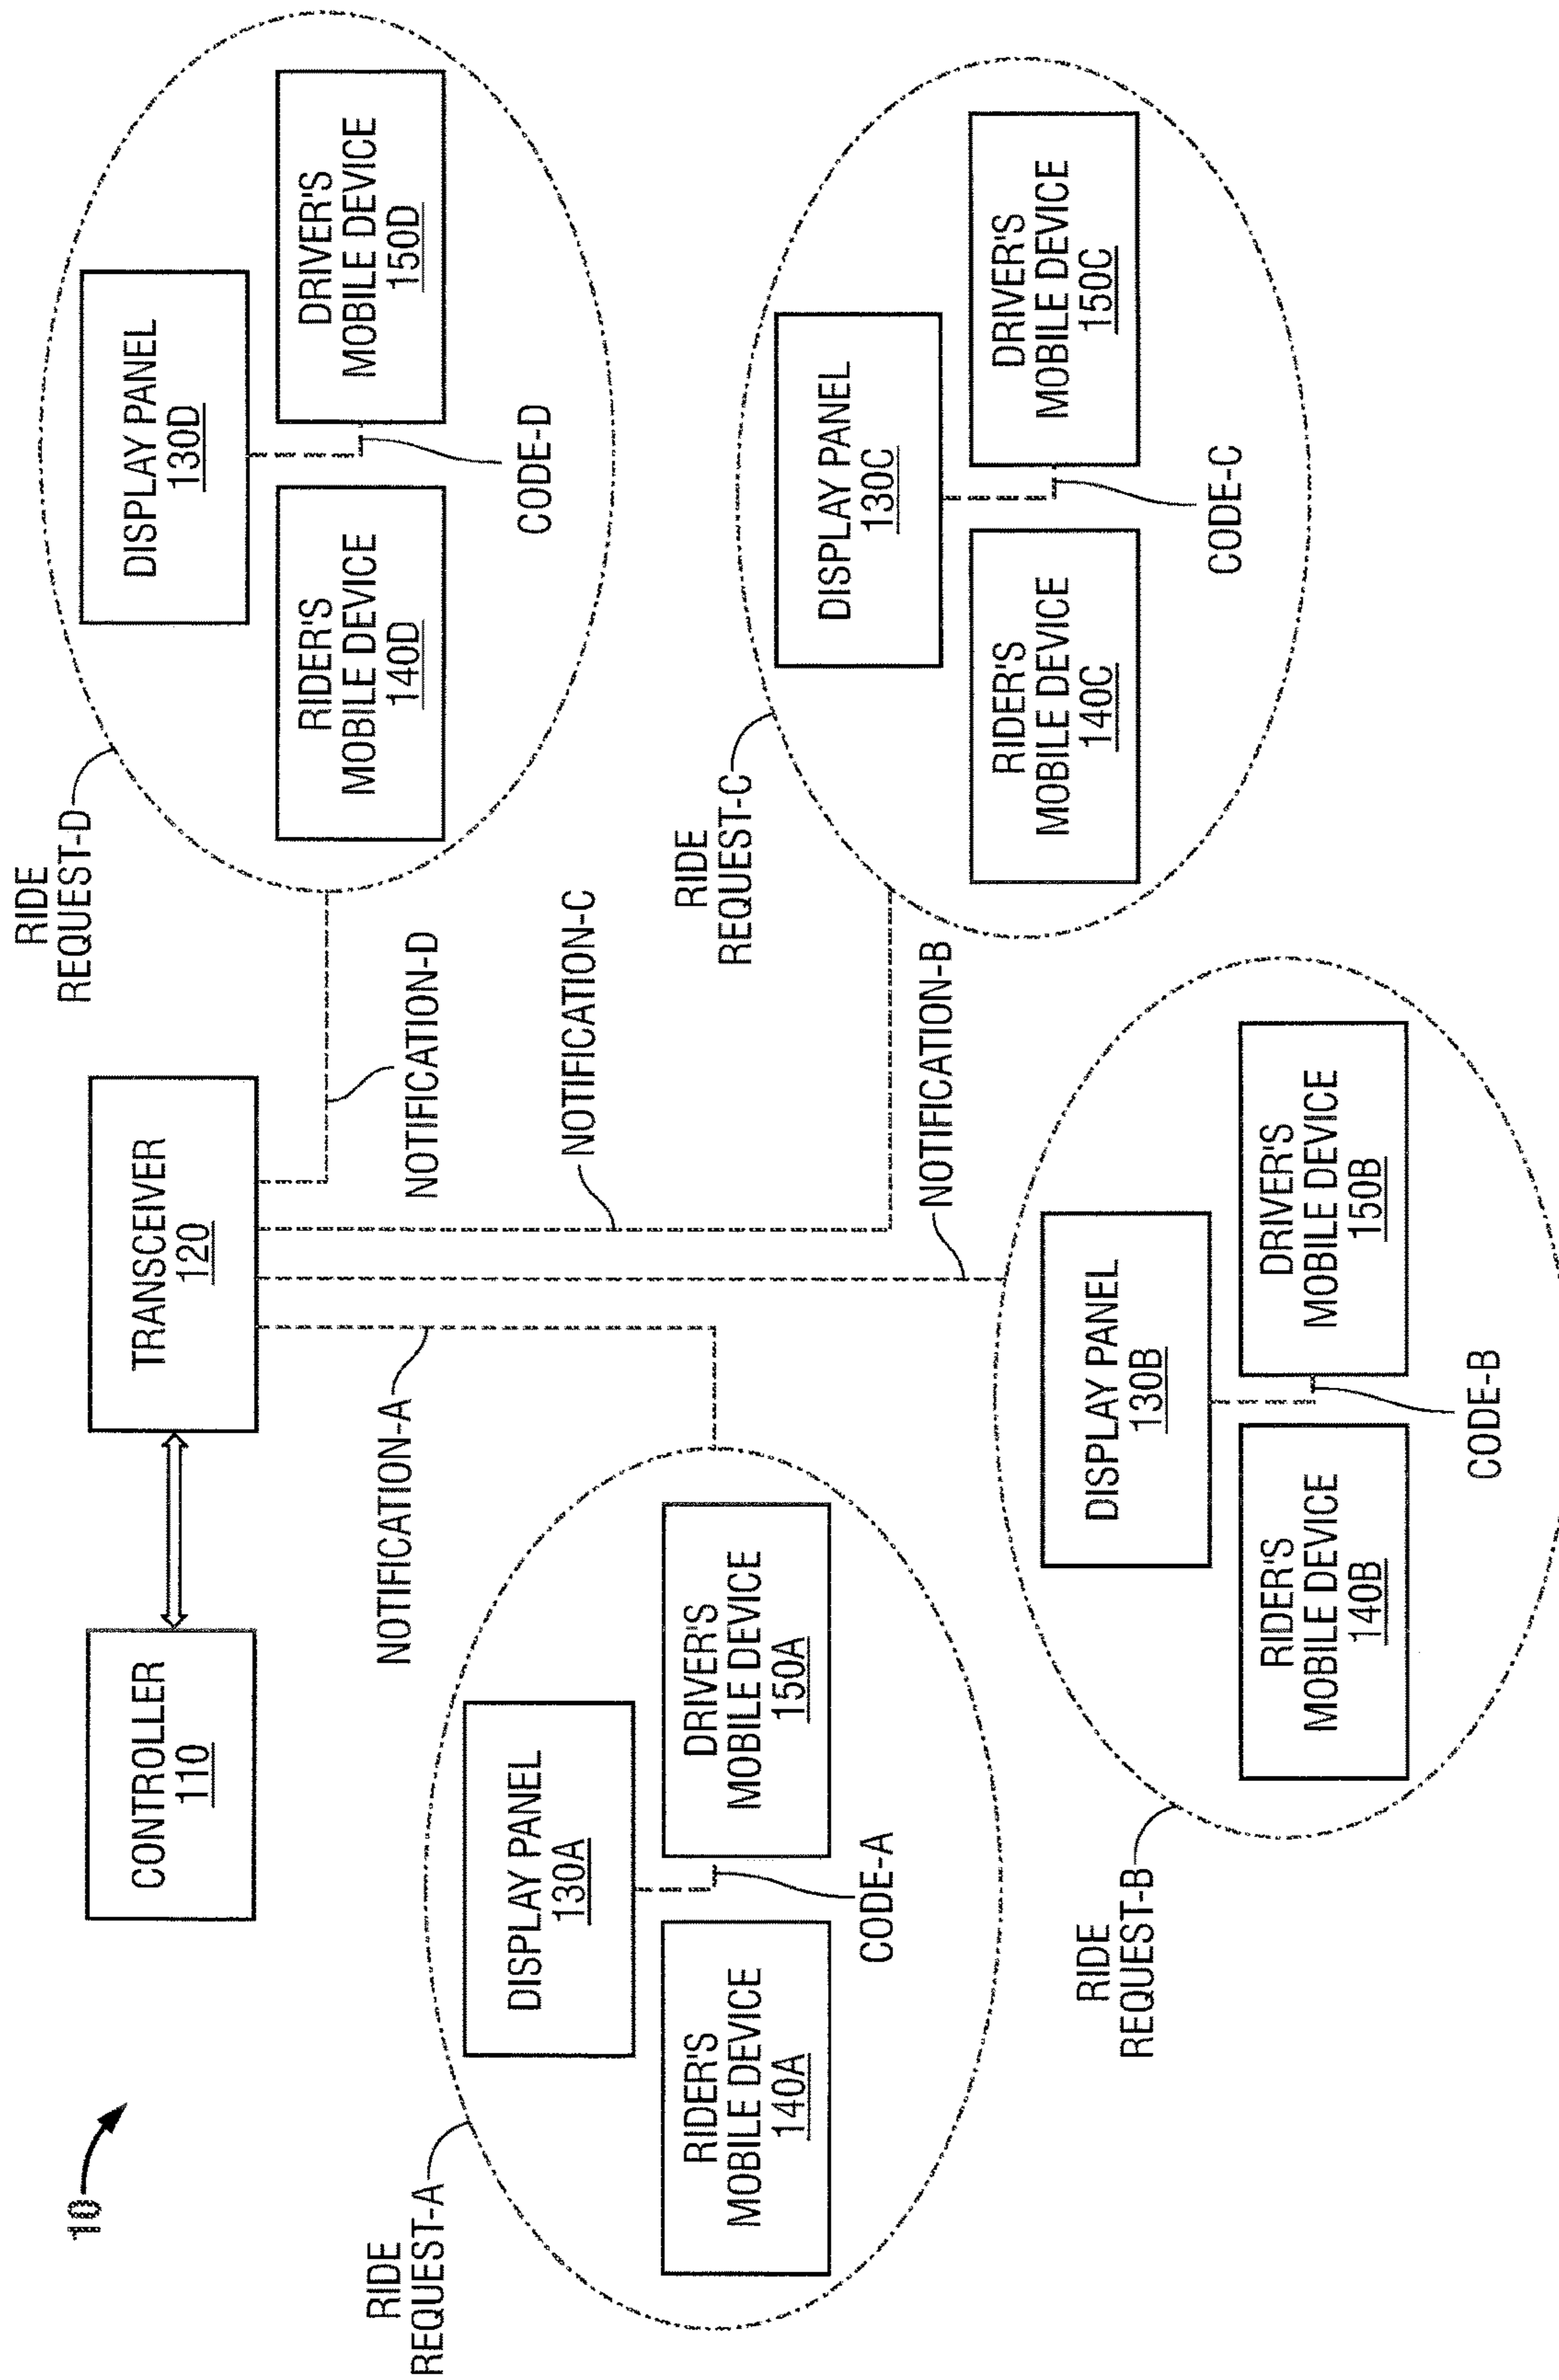 10
CONTROLLER
110
TRANSCEIVER
120
RIDE
REQUEST-A
DISPLAY PANEL
130A
RIDER'S
MOBILE DEVICE
140A
DRIVER'S
MOBILE DEVICE
150A
CODE-A
NOTIFICATION-A
RIDE
REQUEST-B
DISPLAY PANEL
130B
RIDER'S
MOBILE DEVICE
140B
DRIVER'S
MOBILE DEVICE
150B
CODE-B
NOTIFICATION-B
RIDE
REQUEST-C
DISPLAY PANEL
130C
RIDER'S
MOBILE DEVICE
140C
DRIVER'S
MOBILE DEVICE
150C
CODE-C
NOTIFICATION-C
RIDE
REQUEST-D
DISPLAY PANEL
130D
RIDER'S
MOBILE DEVICE
140D
DRIVER'S
MOBILE DEVICE
150D
CODE-D
NOTIFICATION-D